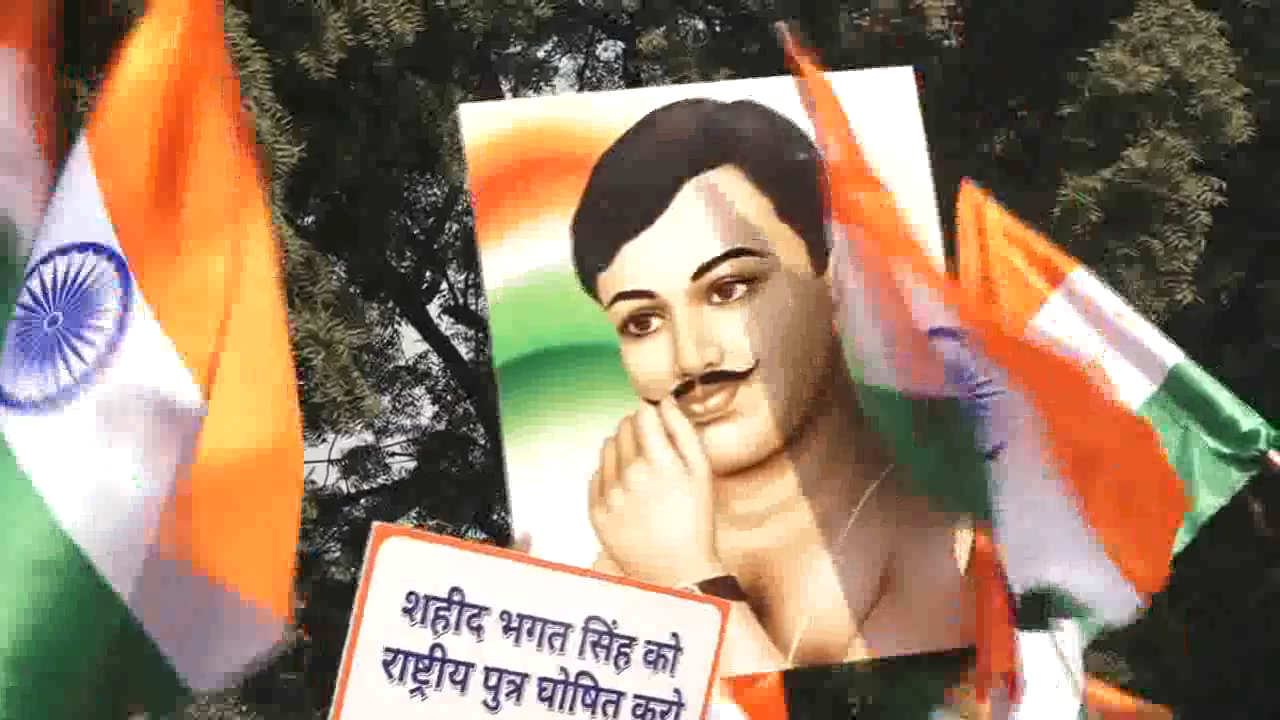 शहीद भगत सिंह को
राष्ट्रीय पुत्र घोषित करो